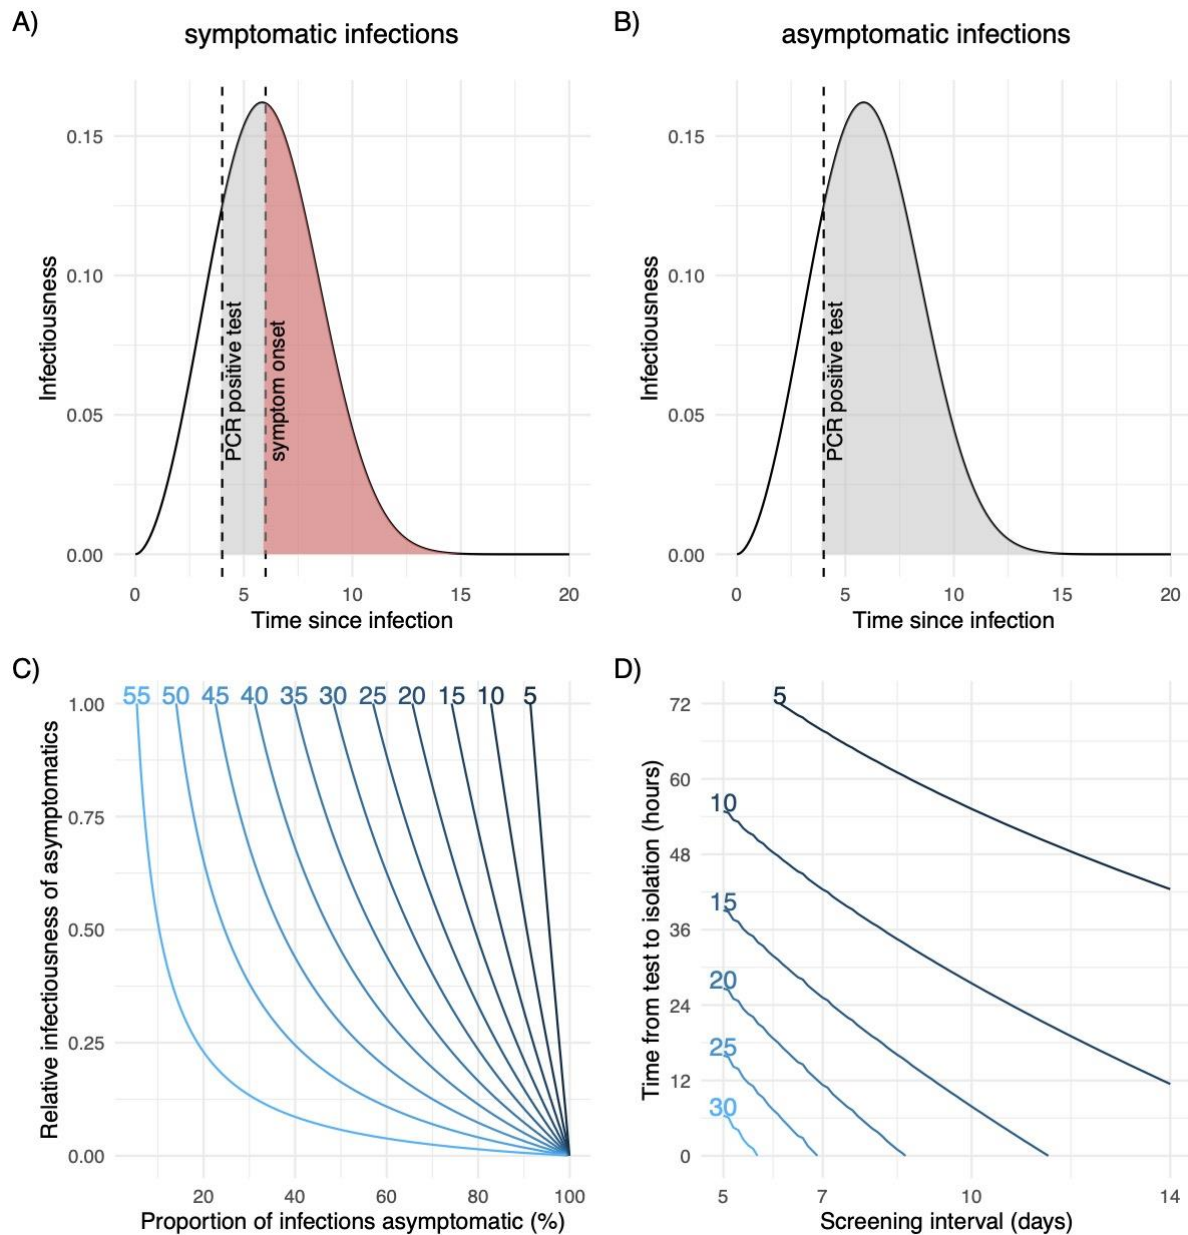 A)
symptomatic infections
Infectiousness
0.15
0.10
0.05
0.00
PCR positive test
symptom onset
0 5 10 15 20
Time since infection
B)
asymptomatic infections
Infectiousness
0.15
0.10
0.05
0.00
PCR positive test
0 5 10 15 20
Time since infection
C)
Relative infectiousness of asymptomatics
55 50 45 40 35 30 25 20 15 10 5
1.00
0.75
0.50
0.25
0.00
20 40 60 80 100
Proportion of infections asymptomatic (%)
D)
Time from test to isolation (hours)
72
60
48
36
24
12
0
5
10
15
20
25
30
5 7 10 14
Screening interval (days)